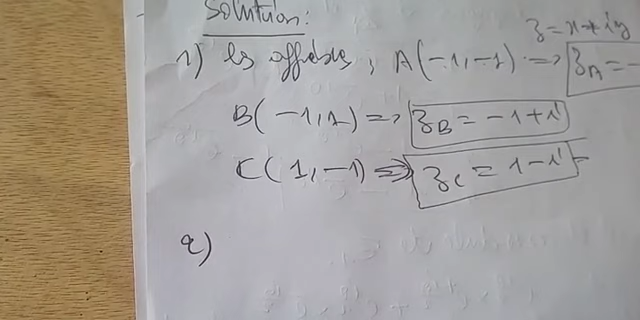 Solution:
z = x + iy
1) les affixes, A(-1,-1) => z_A = -
B(-1,1) => z_B = -1+i
C(1,-1) => z_C = 1-i
2)